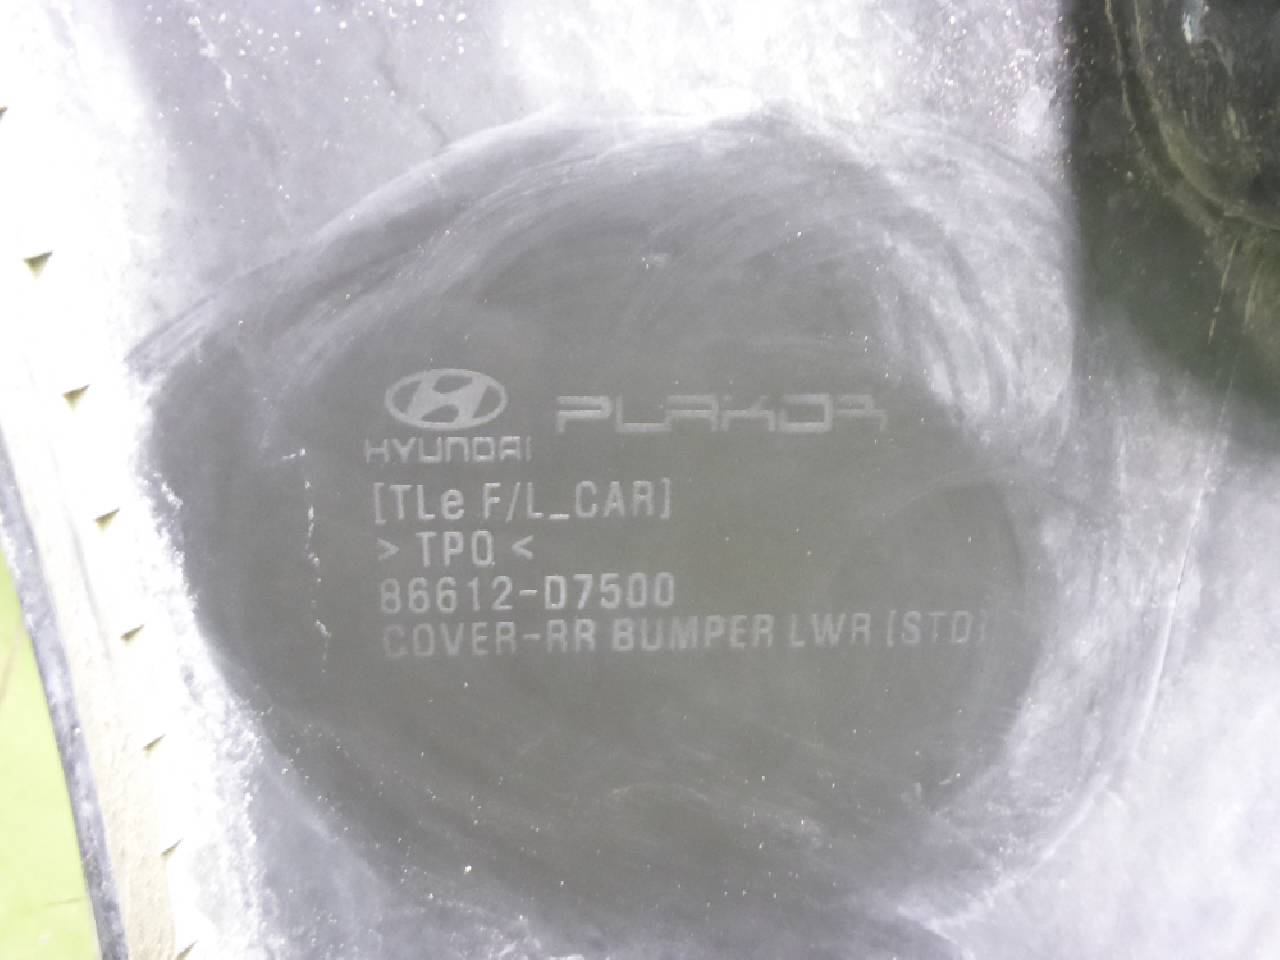 HYUNDAI PLAKOR
[TLe F/L_CAR]
> TPO <
86612-D7500
COVER-RR BUMPER LWR [STD]